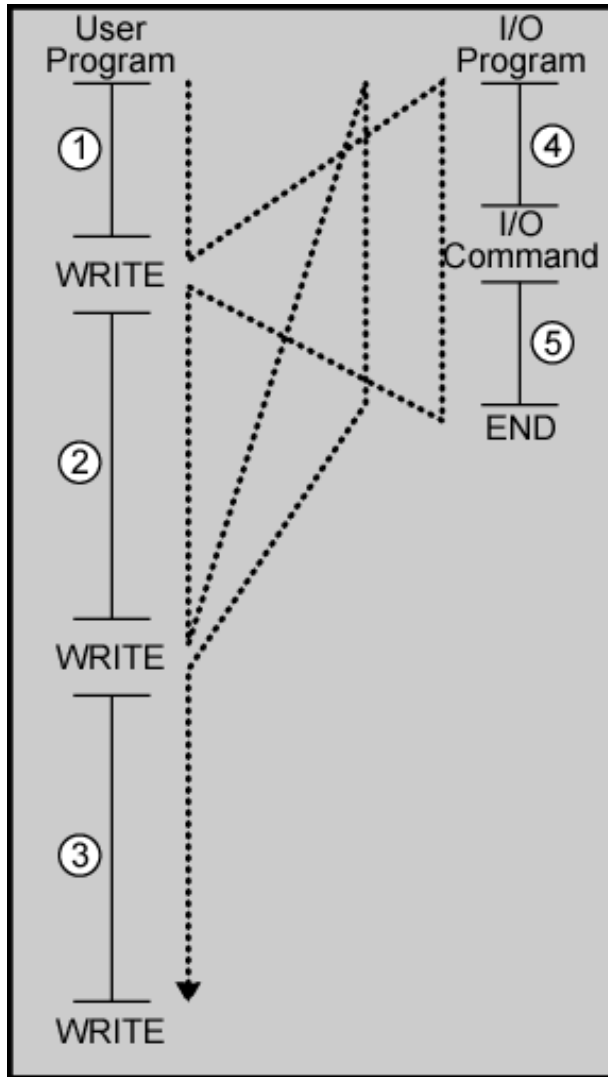 User
Program
1
WRITE
2
WRITE
3
WRITE
I/O
Program
4
I/O
Command
5
END